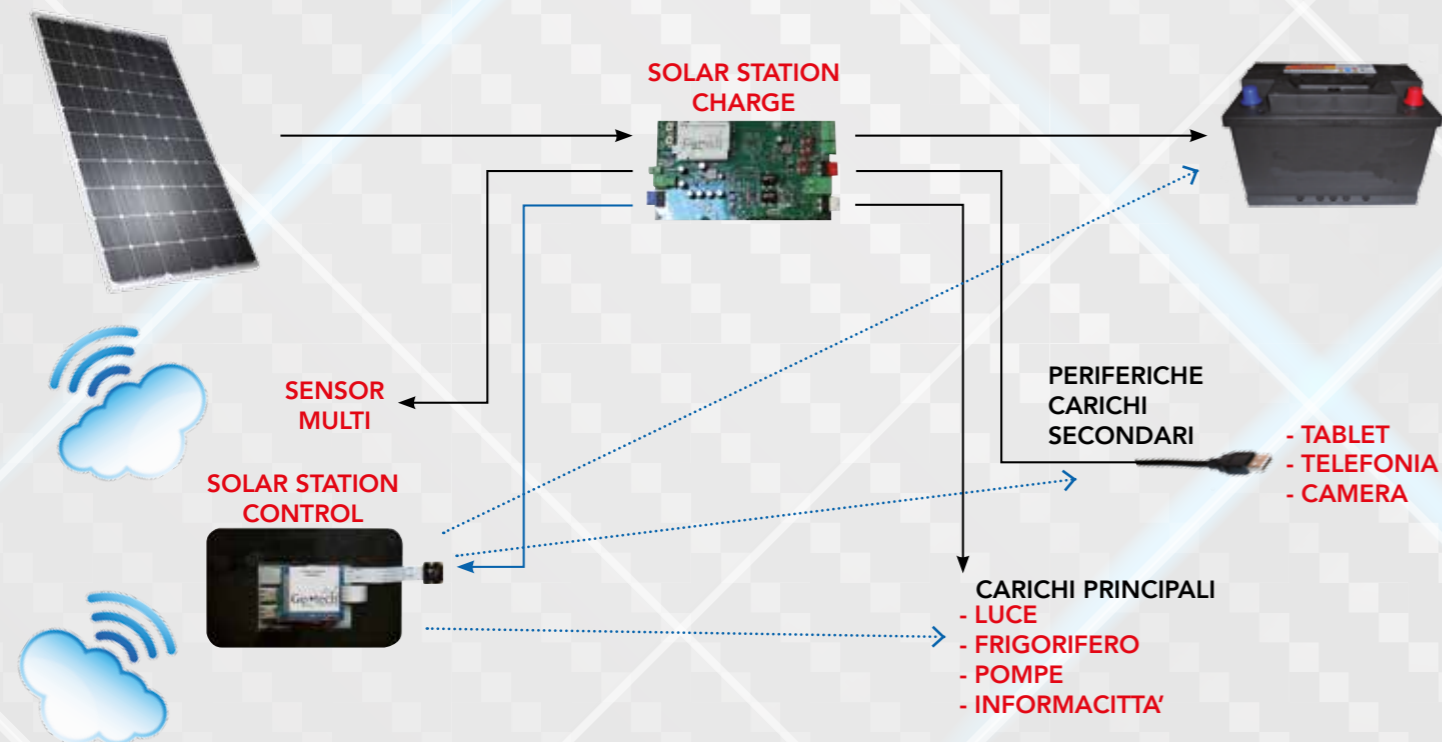 SOLAR STATION
CHARGE
SENSOR
MULTI
PERIFERICHE
CARICHI
SECONDARI
- TABLET
- TELEFONIA
- CAMERA
SOLAR STATION
CONTROL
CARICHI PRINCIPALI
- LUCE
- FRIGORIFERO
- POMPE
- INFORMACITTA'